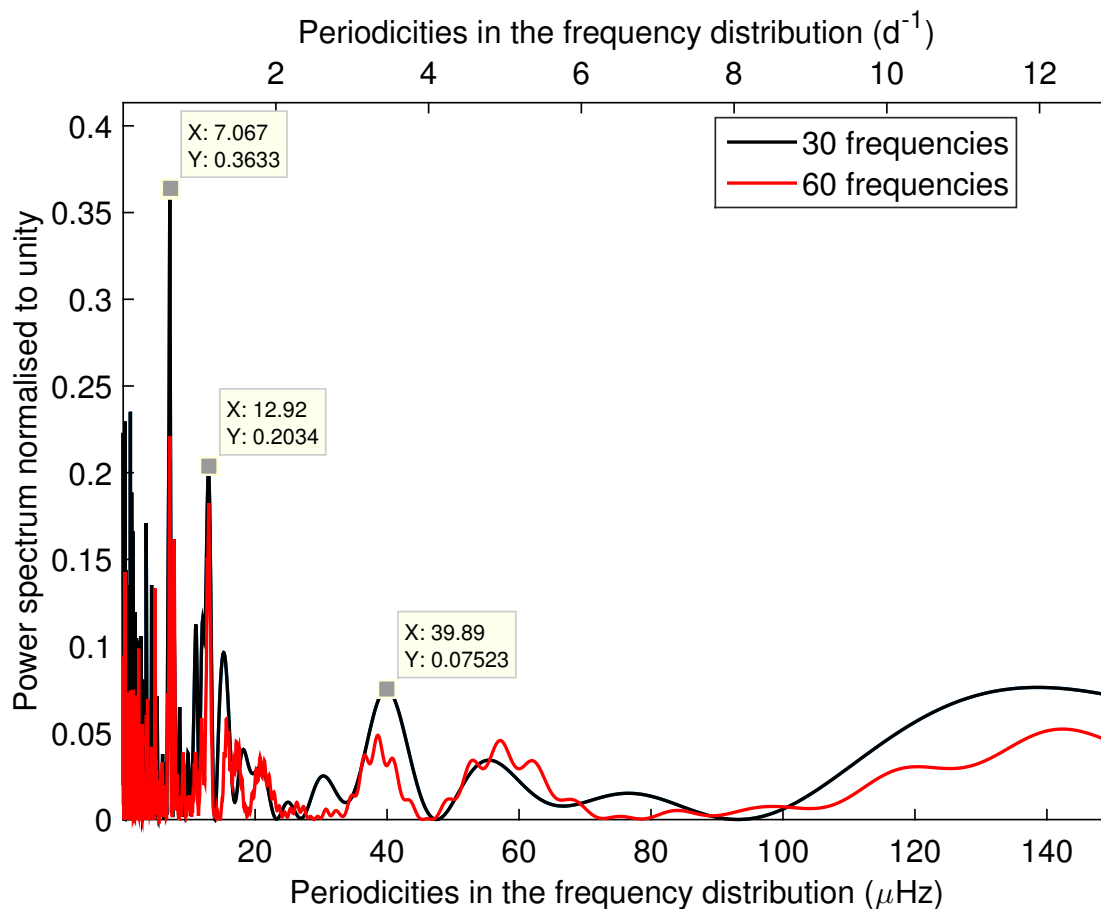 Periodicities in the frequency distribution (d⁻¹)
2 4 6 8 10 12
0.4
0.35
0.3
0.25
0.2
0.15
0.1
0.05
0
Power spectrum normalised to unity
X: 7.067
Y: 0.3633
30 frequencies
60 frequencies
X: 12.92
Y: 0.2034
X: 39.89
Y: 0.07523
20 40 60 80 100 120 140
Periodicities in the frequency distribution (μHz)